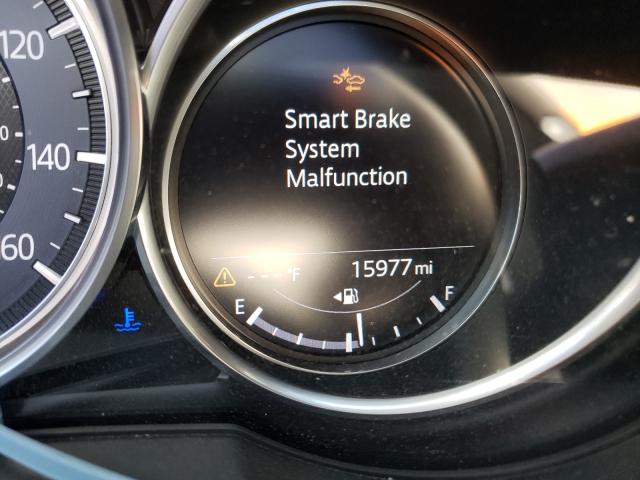 120
140
60
Smart Brake
System
Malfunction
---°F 15977 mi
E F